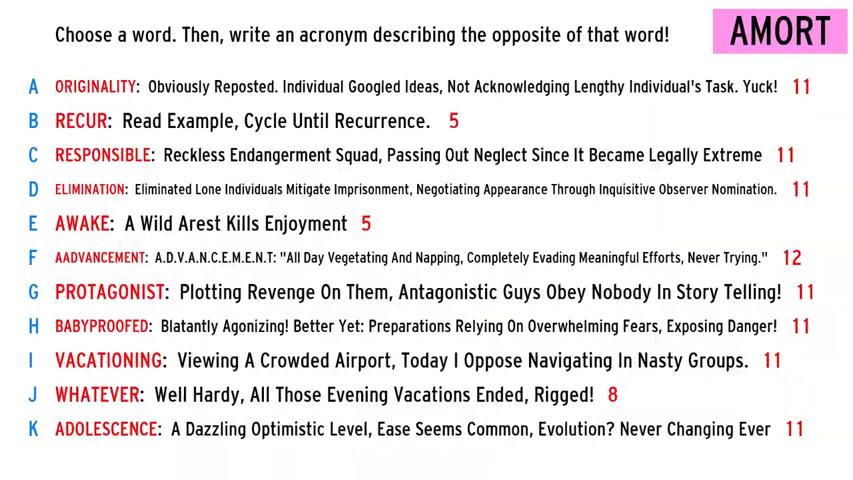 Choose a word. Then, write an acronym describing the opposite of that word!
AMORT
A ORIGINALITY: Obviously Reposted. Individual Googled Ideas, Not Acknowledging Lengthy Individual's Task. Yuck! 11
B RECUR: Read Example, Cycle Until Recurrence. 5
C RESPONSIBLE: Reckless Endangerment Squad, Passing Out Neglect Since It Became Legally Extreme 11
D ELIMINATION: Eliminated Lone Individuals Mitigate Imprisonment, Negotiating Appearance Through Inquisitive Observer Nomination. 11
E AWAKE: A Wild Arest Kills Enjoyment 5
F AADVANCEMENT: A.D.V.A.N.C.E.M.E.N.T: "All Day Vegetating And Napping, Completely Evading Meaningful Efforts, Never Trying." 12
G PROTAGONIST: Plotting Revenge On Them, Antagonistic Guys Obey Nobody In Story Telling! 11
H BABYPROOFED: Blatantly Agonizing! Better Yet: Preparations Relying On Overwhelming Fears, Exposing Danger! 11
I VACATIONING: Viewing A Crowded Airport, Today I Oppose Navigating In Nasty Groups. 11
J WHATEVER: Well Hardy, All Those Evening Vacations Ended, Rigged! 8
K ADOLESCENCE: A Dazzling Optimistic Level, Ease Seems Common, Evolution? Never Changing Ever 11